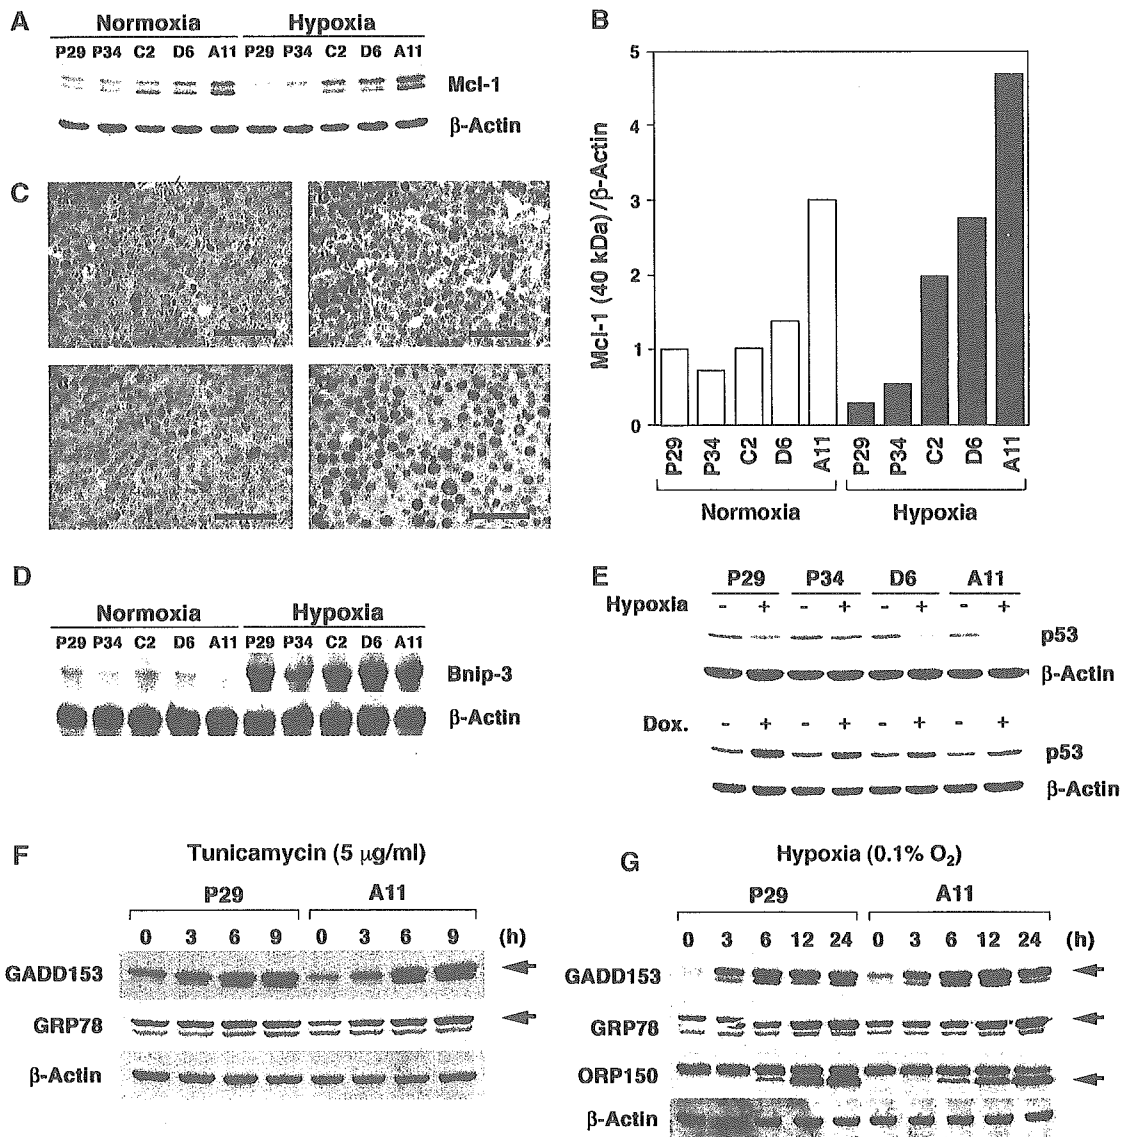 A
Normoxia Hypoxia
P29 P34 C2 D6 A11 P29 P34 C2 D6 A11
Mcl-1
β-Actin
B
Mcl-1 (40 kDa) /β-Actin
5
4
3
2
1
0
P29 P34 C2 D6 A11 P29 P34 C2 D6 A11
Normoxia Hypoxia
C
D
Normoxia Hypoxia
P29 P34 C2 D6 A11 P29 P34 C2 D6 A11
Bnip-3
β-Actin
E
P29 P34 D6 A11
Hypoxia - + - + - + - +
p53
β-Actin
Dox. - + - + - + - +
p53
β-Actin
F
Tunicamycin (5 μg/ml)
P29 A11
0 3 6 9 0 3 6 9 (h)
GADD153
GRP78
β-Actin
G
Hypoxia (0.1% O₂)
P29 A11
0 3 6 12 24 0 3 6 12 24 (h)
GADD153
GRP78
ORP150
β-Actin